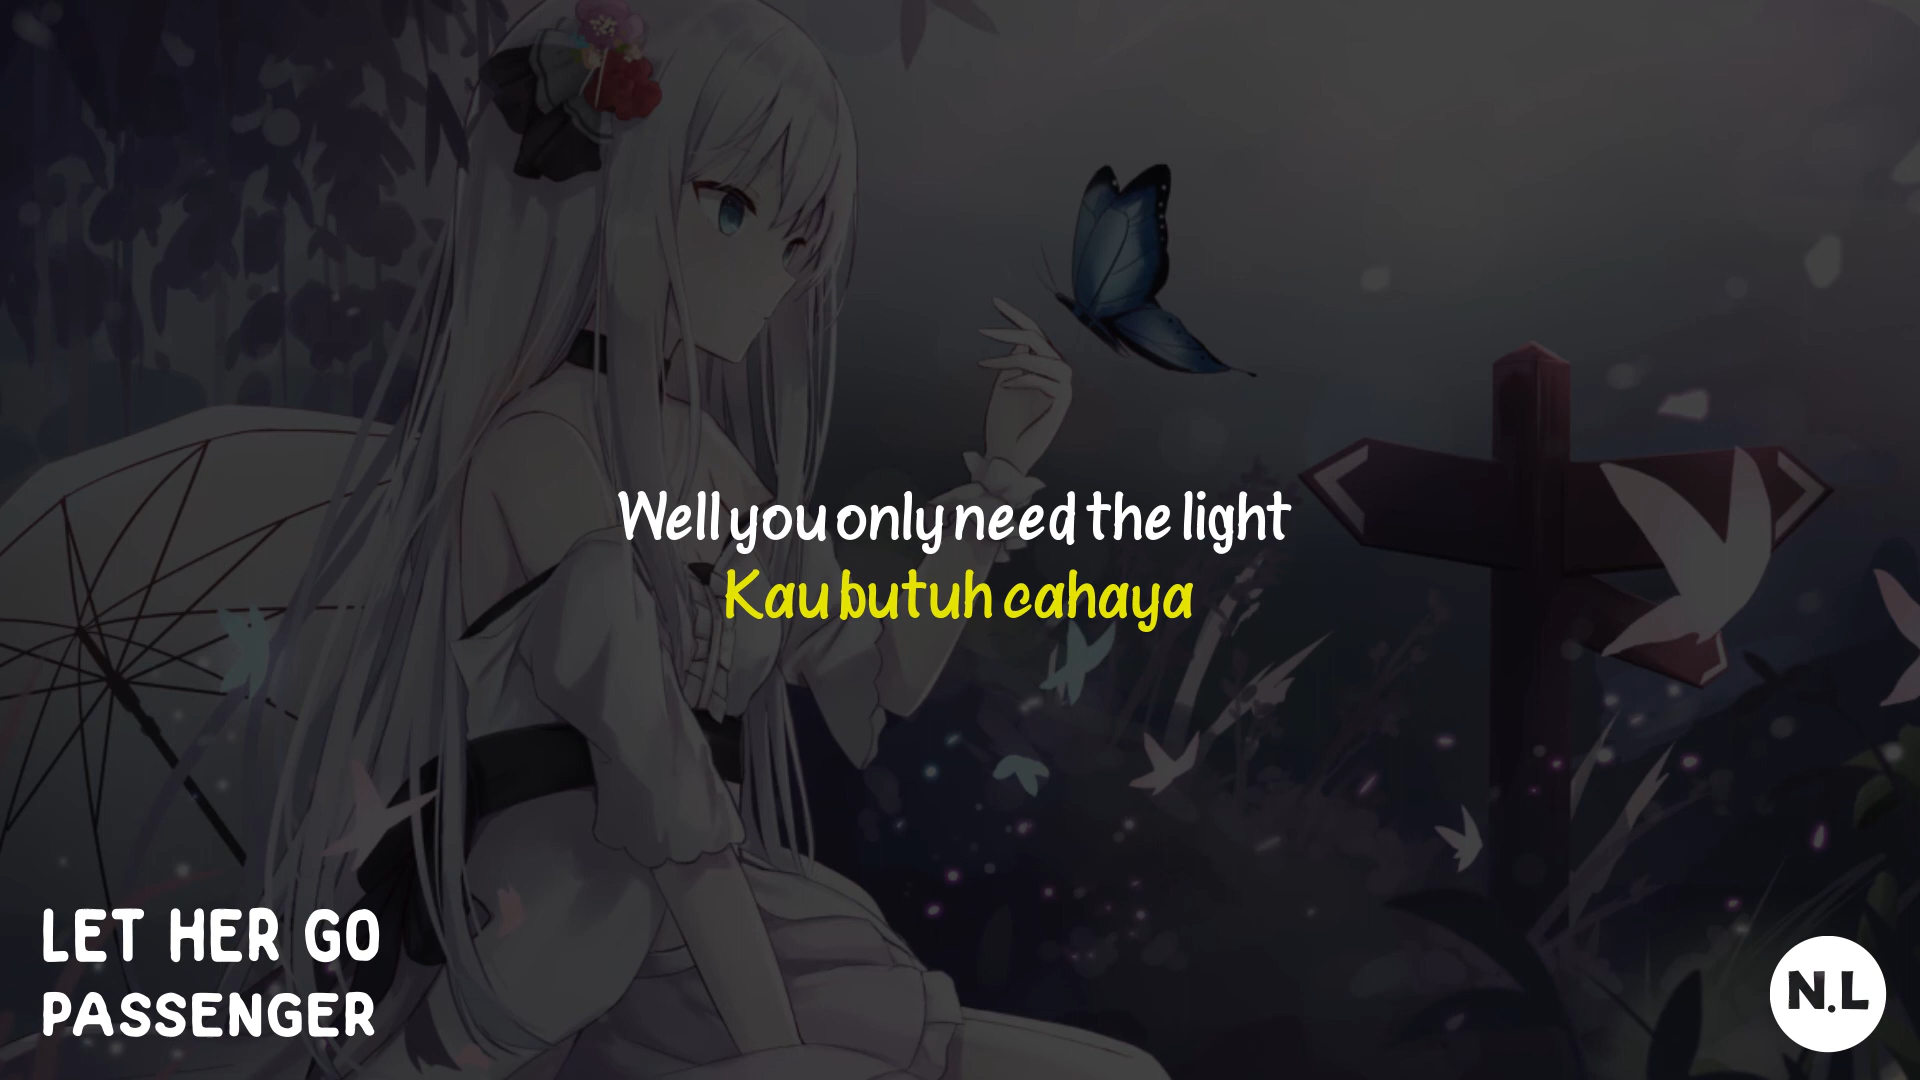 Well you only need the light
Kau butuh cahaya
LET HER GO
PASSENGER
N.L